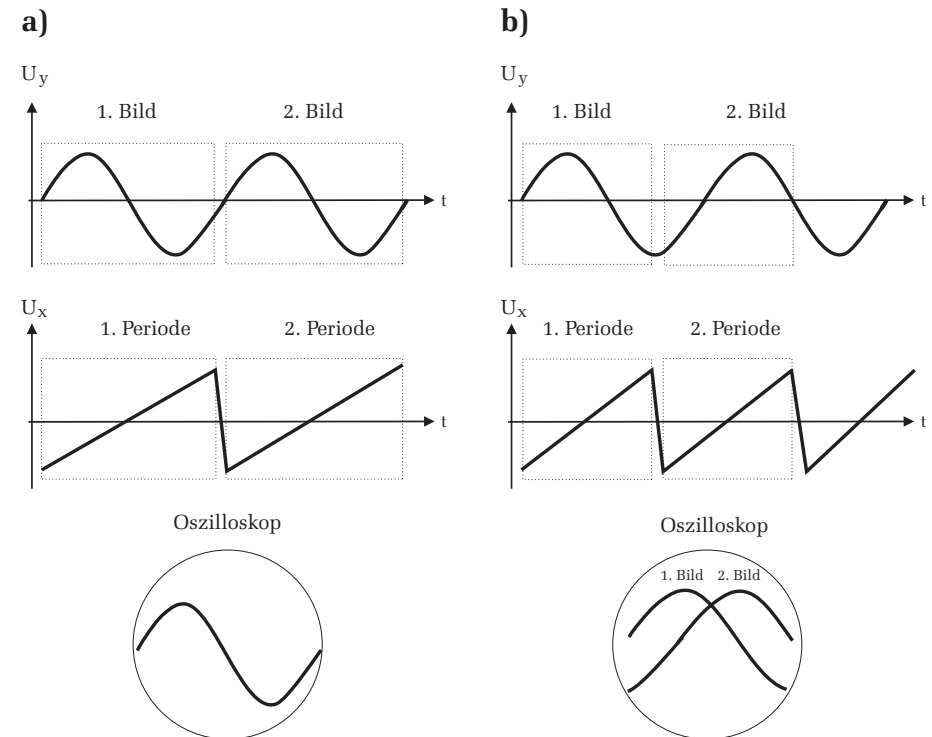 a)
U_y
1. Bild 2. Bild
t
U_x
1. Periode 2. Periode
t
Oszilloskop
b)
U_y
1. Bild 2. Bild
t
U_x
1. Periode 2. Periode
t
Oszilloskop
1. Bild 2. Bild